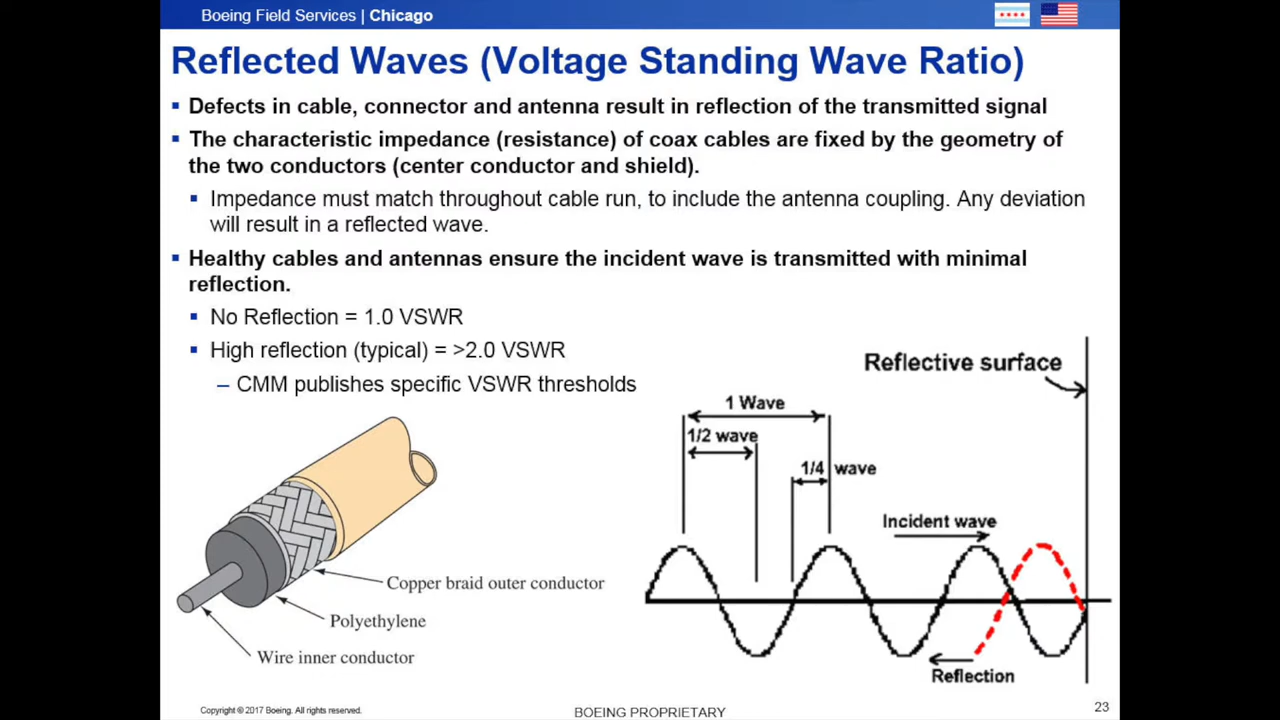 Boeing Field Services | Chicago
Reflected Waves (Voltage Standing Wave Ratio)
▪ Defects in cable, connector and antenna result in reflection of the transmitted signal
▪ The characteristic impedance (resistance) of coax cables are fixed by the geometry of
the two conductors (center conductor and shield).
▪ Impedance must match throughout cable run, to include the antenna coupling. Any deviation
will result in a reflected wave.
▪ Healthy cables and antennas ensure the incident wave is transmitted with minimal
reflection.
▪ No Reflection = 1.0 VSWR
▪ High reflection (typical) = >2.0 VSWR
– CMM publishes specific VSWR thresholds
Reflective surface
1 Wave
1/2 wave
1/4 wave
Incident wave
Reflection
Copper braid outer conductor
Polyethylene
Wire inner conductor
Copyright © 2017 Boeing. All rights reserved.
BOEING PROPRIETARY
23